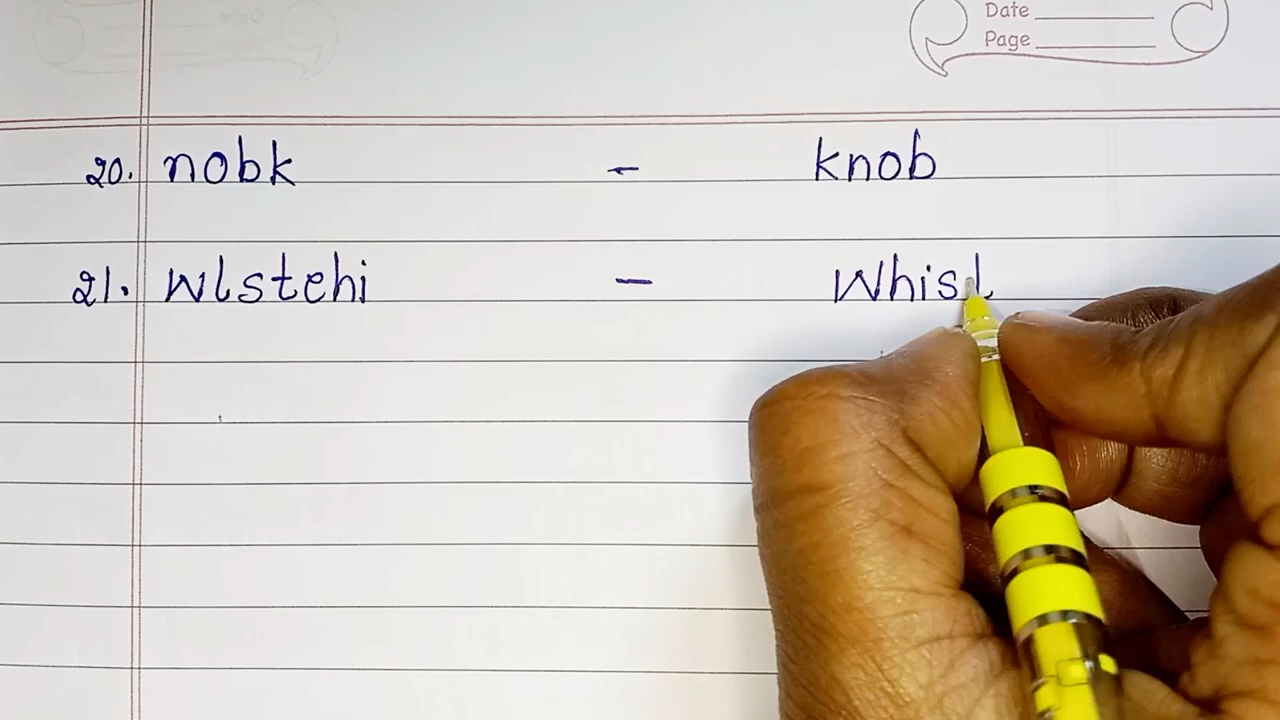 Date
Page
20. nobk - knob
21. wlstehi - Whisl